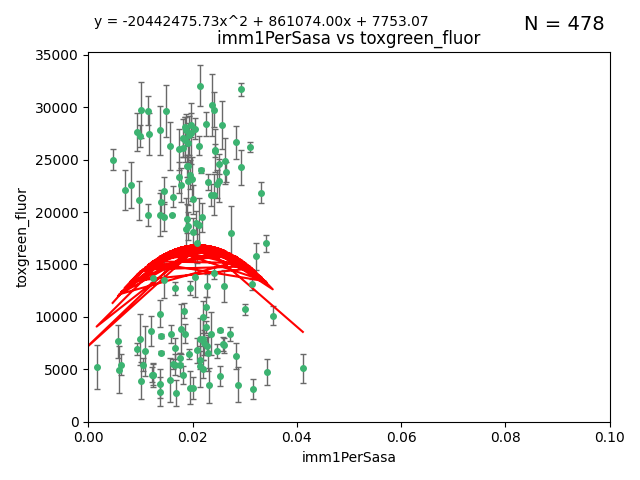 y = -20442475.73x^2 + 861074.00x + 7753.07
N = 478
imm1PerSasa vs toxgreen_fluor
35000
30000
25000
20000
15000
10000
5000
0
toxgreen_fluor
0.00 0.02 0.04 0.06 0.08 0.10
imm1PerSasa